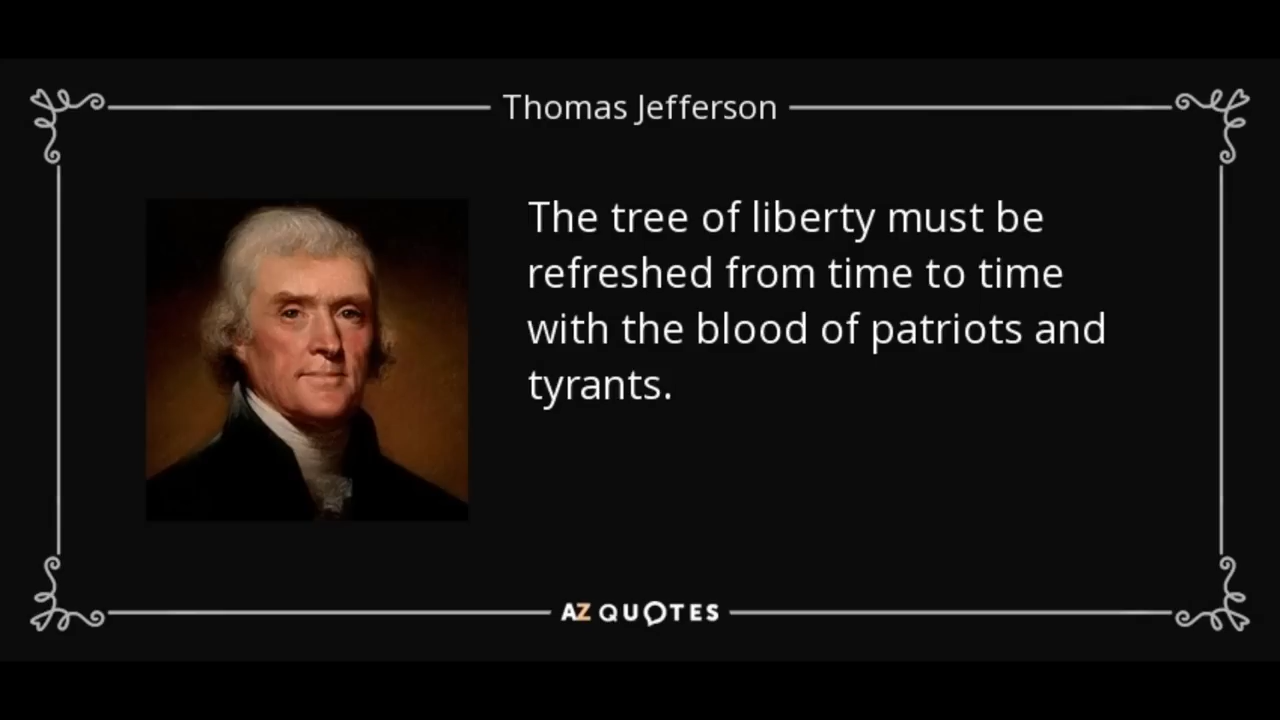 Thomas Jefferson
The tree of liberty must be
refreshed from time to time
with the blood of patriots and
tyrants.
AZ QUOTES